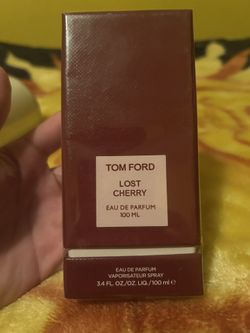 TOM FORD
LOST
CHERRY
EAU DE PARFUM
100 ML
EAU DE PARFUM
VAPORISATEUR SPRAY
3.4 FL. OZ./OZ. LIQ./100 ml ℮